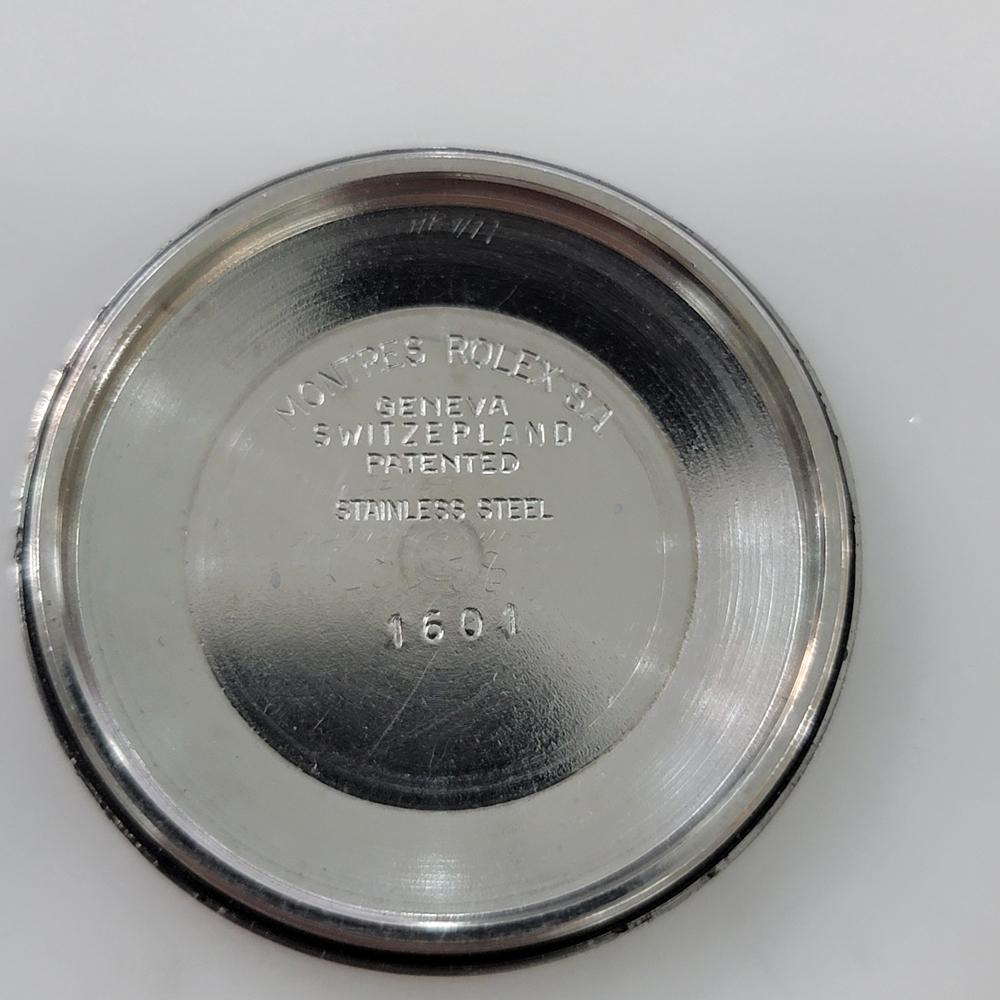 MONTRES ROLEX SA
GENEVA
SWITZERLAND
PATENTED
STAINLESS STEEL
1601